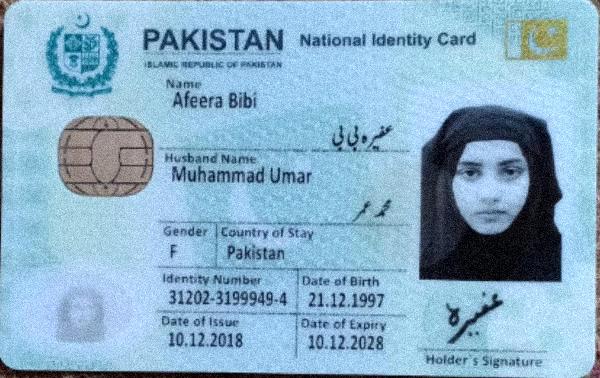 PAKISTAN National Identity Card
ISLAMIC REPUBLIC OF PAKISTAN
Name
Afeera Bibi
عفیرہ بی بی
Husband Name
Muhammad Umar
محمد عمر
Gender Country of Stay
F Pakistan
Identity Number Date of Birth
31202-3199949-4 21.12.1997
Date of Issue Date of Expiry
10.12.2018 10.12.2028
عفیرہ
Holder's Signature